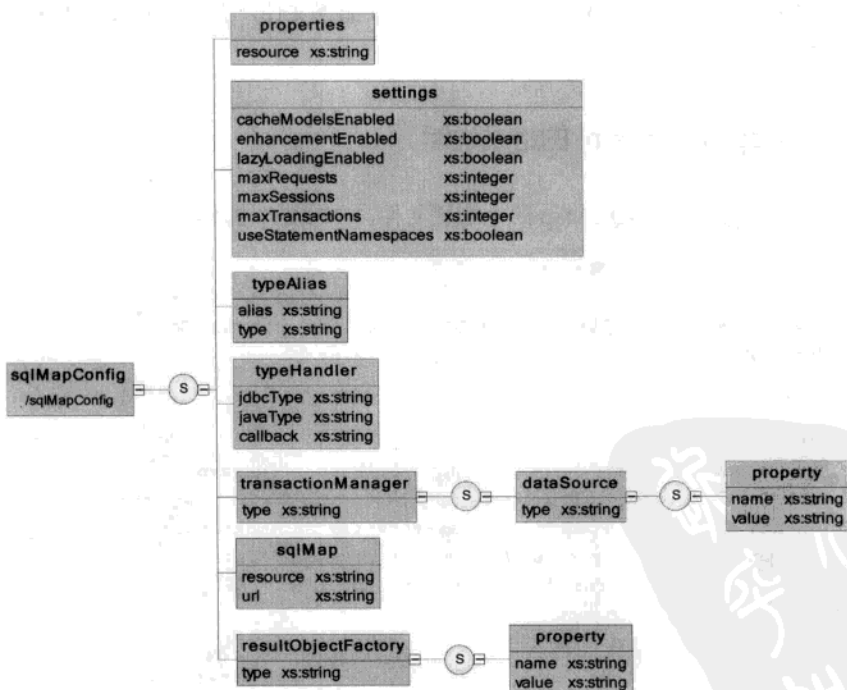 properties
resource xs:string
settings
cacheModelsEnabled xs:boolean
enhancementEnabled xs:boolean
lazyLoadingEnabled xs:boolean
maxRequests xs:integer
maxSessions xs:integer
maxTransactions xs:integer
useStatementNamespaces xs:boolean
typeAlias
alias xs:string
type xs:string
sqlMapConfig
/sqlMapConfig
S
typeHandler
jdbcType xs:string
javaType xs:string
callback xs:string
transactionManager
type xs:string
S
dataSource
type xs:string
S
property
name xs:string
value xs:string
sqlMap
resource xs:string
url xs:string
resultObjectFactory
type xs:string
S
property
name xs:string
value xs:string